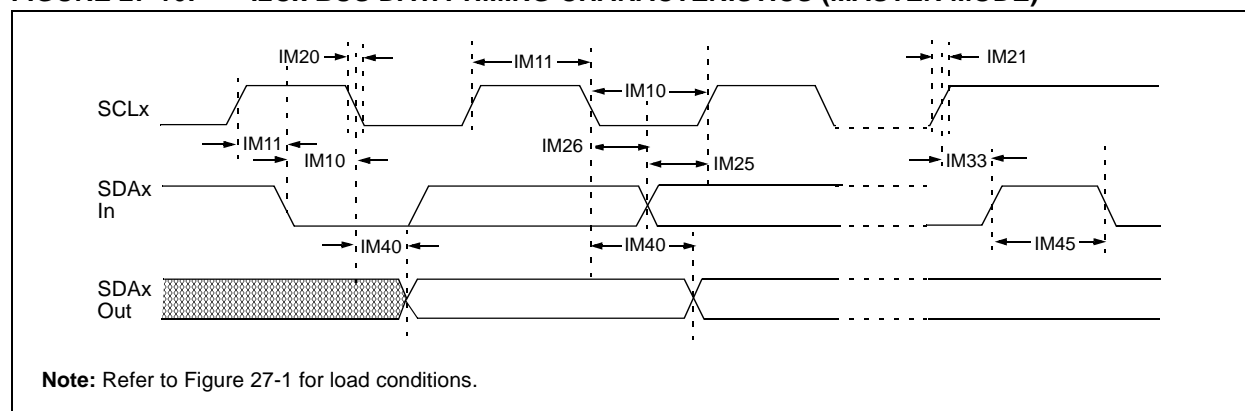 IM20
IM11
IM21
SCLx
IM10
IM11
IM10
IM26
IM25
IM33
SDAx
In
IM40
IM40
IM45
SDAx
Out
Note: Refer to Figure 27-1 for load conditions.